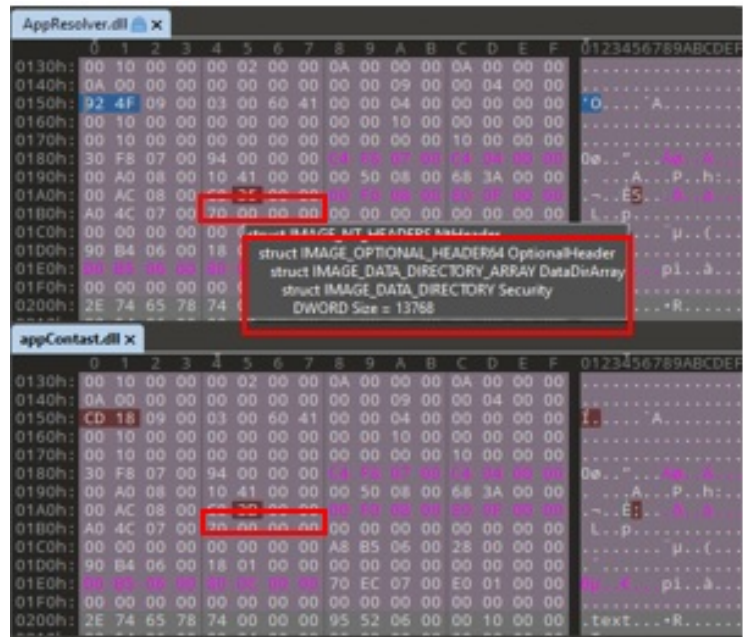 AppResolver.dll
0 1 2 3 4 5 6 7 8 9 A B C D E F 0123456789ABCDEF
0130h: 00 10 00 00 00 02 00 00 0A 00 00 00 0A 00 00 00
0140h: 0A 00 00 00 00 00 00 00 00 00 09 00 00 04 00 00
0150h: 92 4F 09 00 03 00 60 41 00 00 04 00 00 00 00 00 'O.....`A........
0160h: 00 10 00 00 00 00 00 00 00 00 10 00 00 00 00 00
0170h: 00 10 00 00 00 00 00 00 00 00 00 00 10 00 00 00
0180h: 30 F8 07 00 94 00 00 00
0190h: 00 A0 08 00 10 41 00 00 00 50 08 00 68 3A 00 00
01A0h: 00 AC 08 00
01B0h: A0 4C 07 00 70 00 00 00 00 00 00 00 00 00 00 00
01C0h: 00 00 00 00 00
struct IMAGE_NT_HEADERS NtHeader
01D0h: 90 B4 06 00 18
struct IMAGE_OPTIONAL_HEADER64 OptionalHeader
01E0h:
struct IMAGE_DATA_DIRECTORY_ARRAY DataDirArray
01F0h: 00 00 00 00 00
struct IMAGE_DATA_DIRECTORY Security
0200h: 2E 74 65 78 74
DWORD Size = 13768
appContast.dll
0 1 2 3 4 5 6 7 8 9 A B C D E F 0123456789ABCDEF
0130h: 00 10 00 00 00 02 00 00 0A 00 00 00 0A 00 00 00
0140h: 0A 00 00 00 00 00 00 00 00 00 09 00 00 04 00 00
0150h: CD 18 09 00 03 00 60 41 00 00 04 00 00 00 00 00
0160h: 00 10 00 00 00 00 00 00 00 00 10 00 00 00 00 00
0170h: 00 10 00 00 00 00 00 00 00 00 00 00 10 00 00 00
0180h: 30 F8 07 00 94 00 00 00
0190h: 00 A0 08 00 10 41 00 00 00 50 08 00 68 3A 00 00
01A0h: 00 AC 08 00
01B0h: A0 4C 07 00 70 00 00 00 00 00 00 00 00 00 00 00
01C0h: 00 00 00 00 00 00 00 00 A8 B5 06 00 28 00 00 00
01D0h: 90 B4 06 00 18 01 00 00 00 00 00 00 00 00 00 00
01E0h: 70 EC 07 00 E0 01 00 00
01F0h: 00 00 00 00 00 00 00 00 00 00 00 00 00 00 00 00
0200h: 2E 74 65 78 74 00 00 00 95 52 06 00 00 10 00 00 .text...•R......